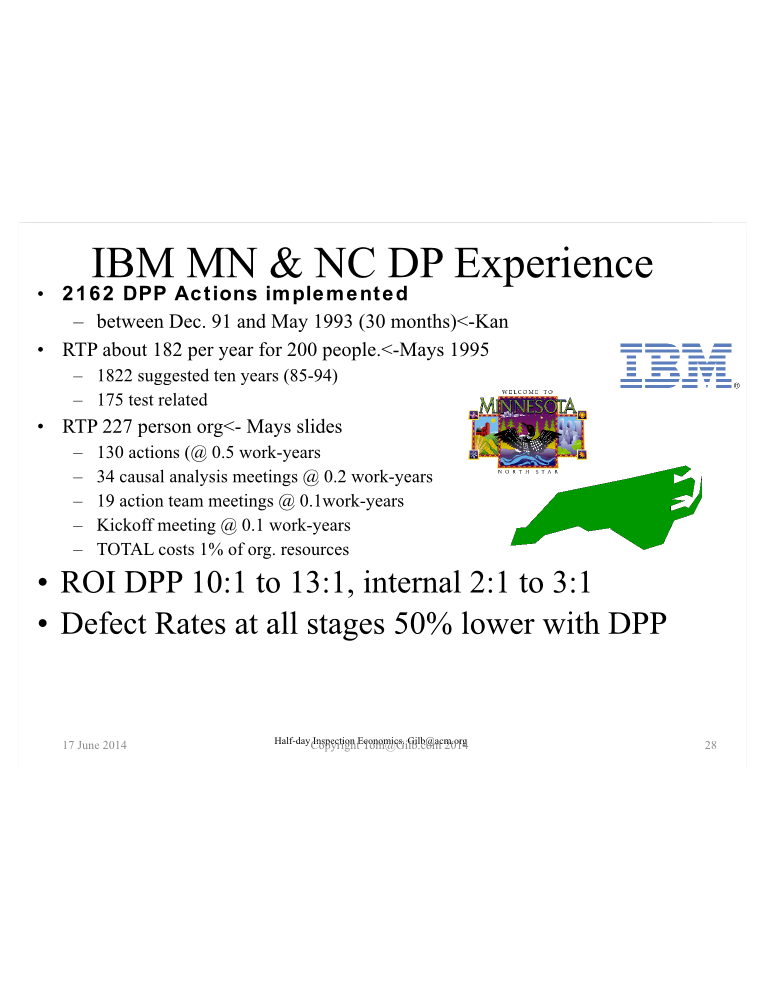 IBM MN & NC DP Experience
• 2162 DPP Actions implemented
– between Dec. 91 and May 1993 (30 months)<-Kan
• RTP about 182 per year for 200 people.<-Mays 1995
– 1822 suggested ten years (85-94)
– 175 test related
• RTP 227 person org<- Mays slides
– 130 actions (@ 0.5 work-years
– 34 causal analysis meetings @ 0.2 work-years
– 19 action team meetings @ 0.1work-years
– Kickoff meeting @ 0.1 work-years
– TOTAL costs 1% of org. resources
• ROI DPP 10:1 to 13:1, internal 2:1 to 3:1
• Defect Rates at all stages 50% lower with DPP
IBM®
WELCOME TO
MINNESOTA
NORTH STAR
17 June 2014
Half-day Inspection Economics. Gilb@acm.org
Copyright Tom@Gilb.com 2014
28